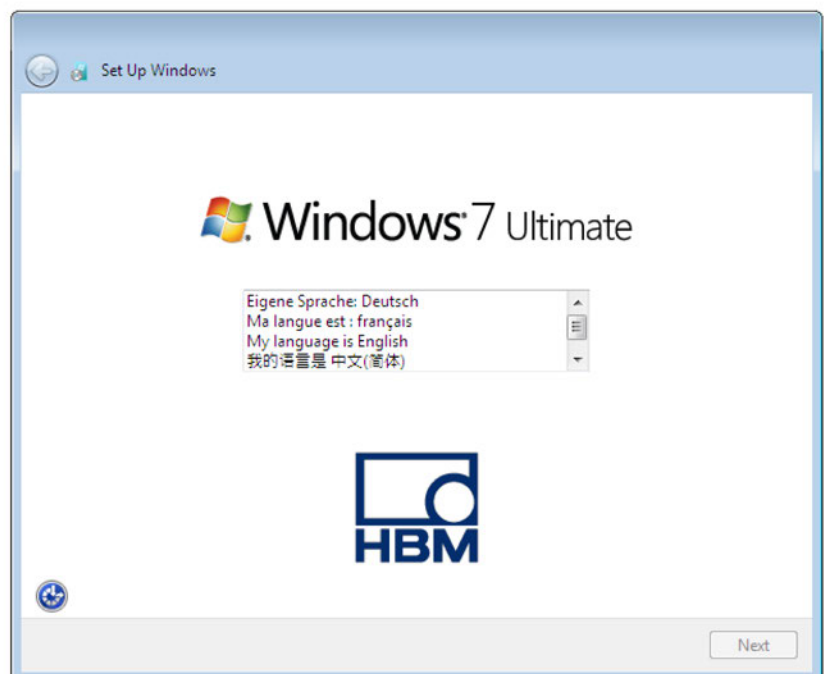 Set Up Windows
Windows 7 Ultimate
Eigene Sprache: Deutsch
Ma langue est : français
My language is English
我的语言是 中文(简体)
HBM
Next